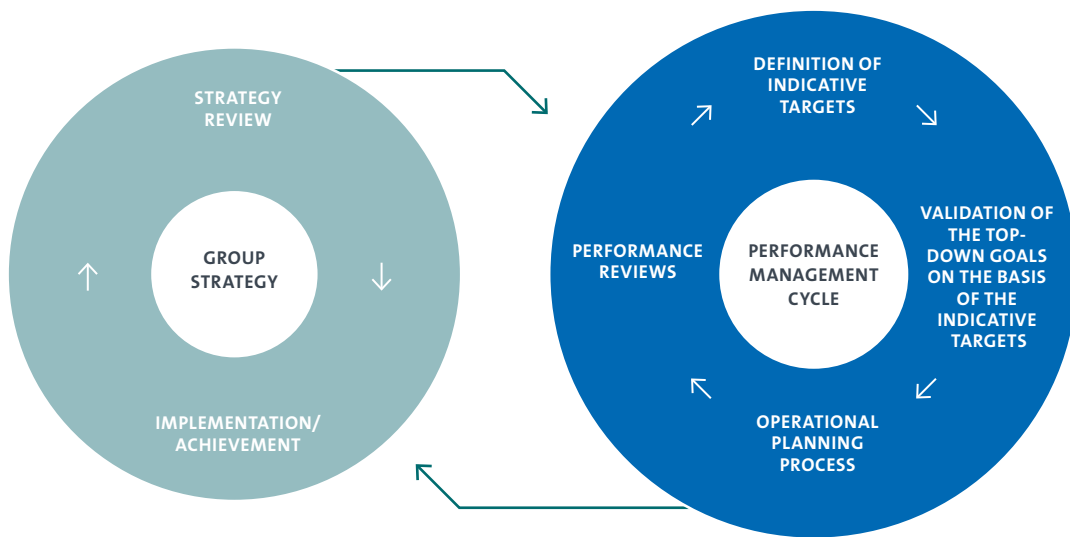 STRATEGY
REVIEW
GROUP
STRATEGY
IMPLEMENTATION/
ACHIEVEMENT
DEFINITION OF
INDICATIVE
TARGETS
VALIDATION OF
THE TOP-
DOWN GOALS
ON THE BASIS
OF THE
INDICATIVE
TARGETS
PERFORMANCE
REVIEWS
PERFORMANCE
MANAGEMENT
CYCLE
OPERATIONAL
PLANNING
PROCESS